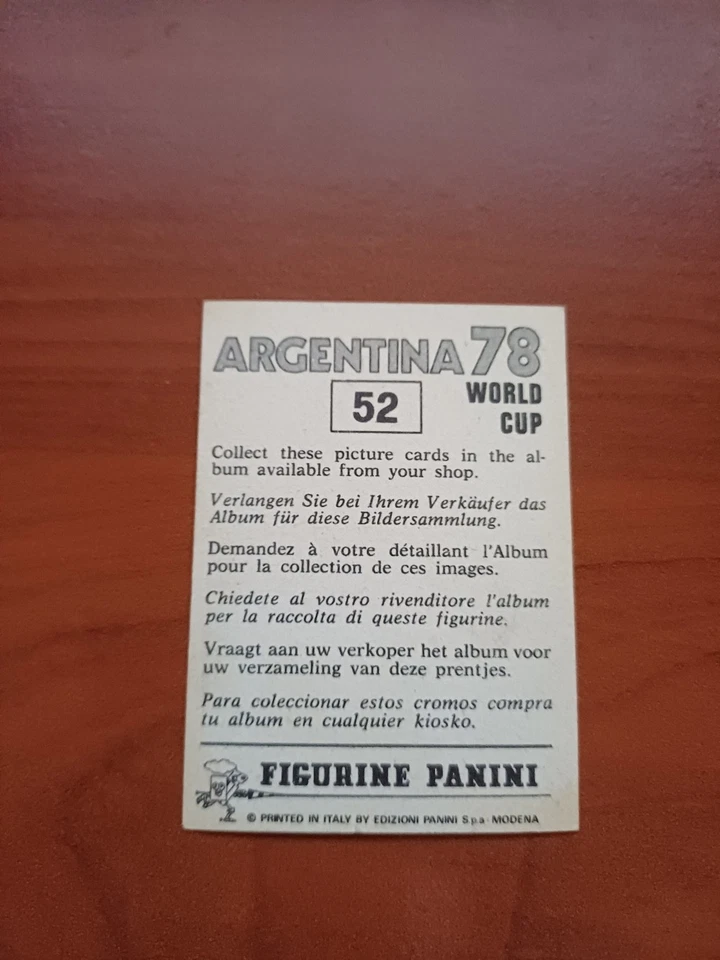 ARGENTINA 78
52
WORLD
CUP
Collect these picture cards in the al-
bum available from your shop.
Verlangen Sie bei Ihrem Verkäufer das
Album für diese Bildersammlung.
Demandez à votre détaillant l'Album
pour la collection de ces images.
Chiedete al vostro rivenditore l'album
per la raccolta di queste figurine.
Vraagt aan uw verkoper het album voor
uw verzameling van deze prentjes.
Para coleccionar estos cromos compra
tu album en cualquier kiosko.
FIGURINE PANINI
© PRINTED IN ITALY BY EDIZIONI PANINI S.p.a - MODENA